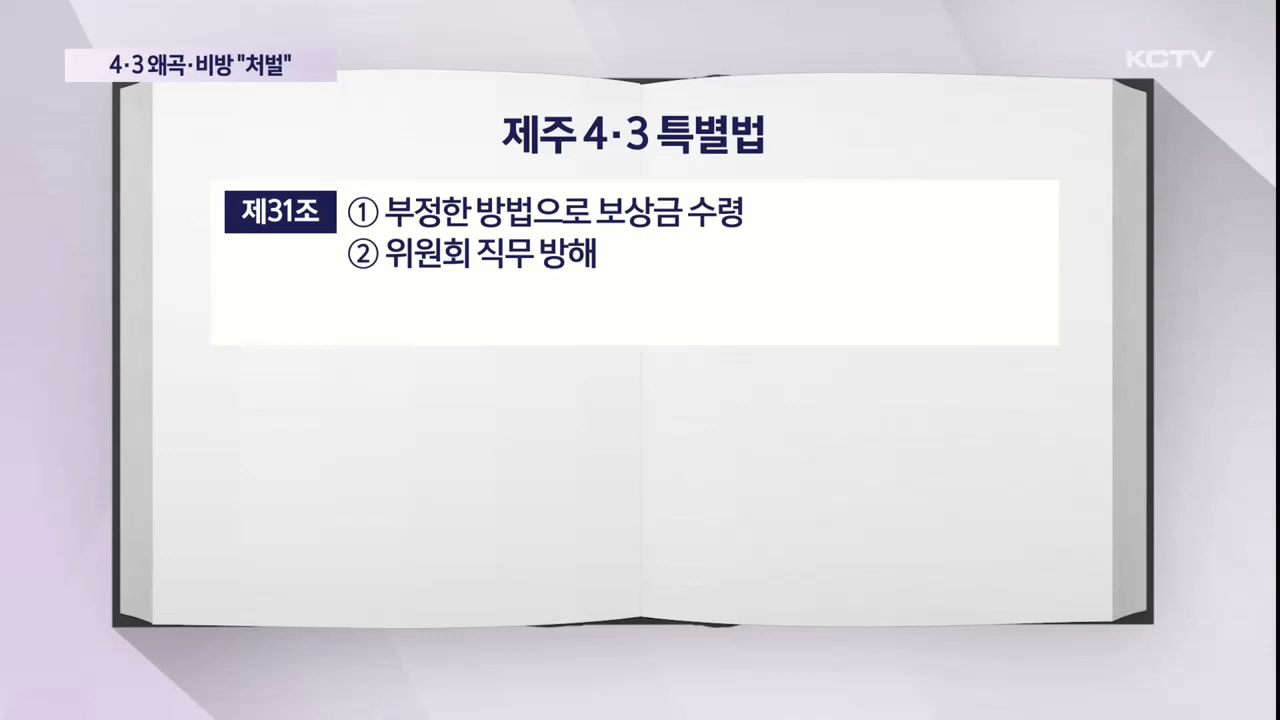 4·3 왜곡·비방 "처벌"
KCTV
제주 4·3 특별법
제31조 ① 부정한 방법으로 보상금 수령
② 위원회 직무 방해